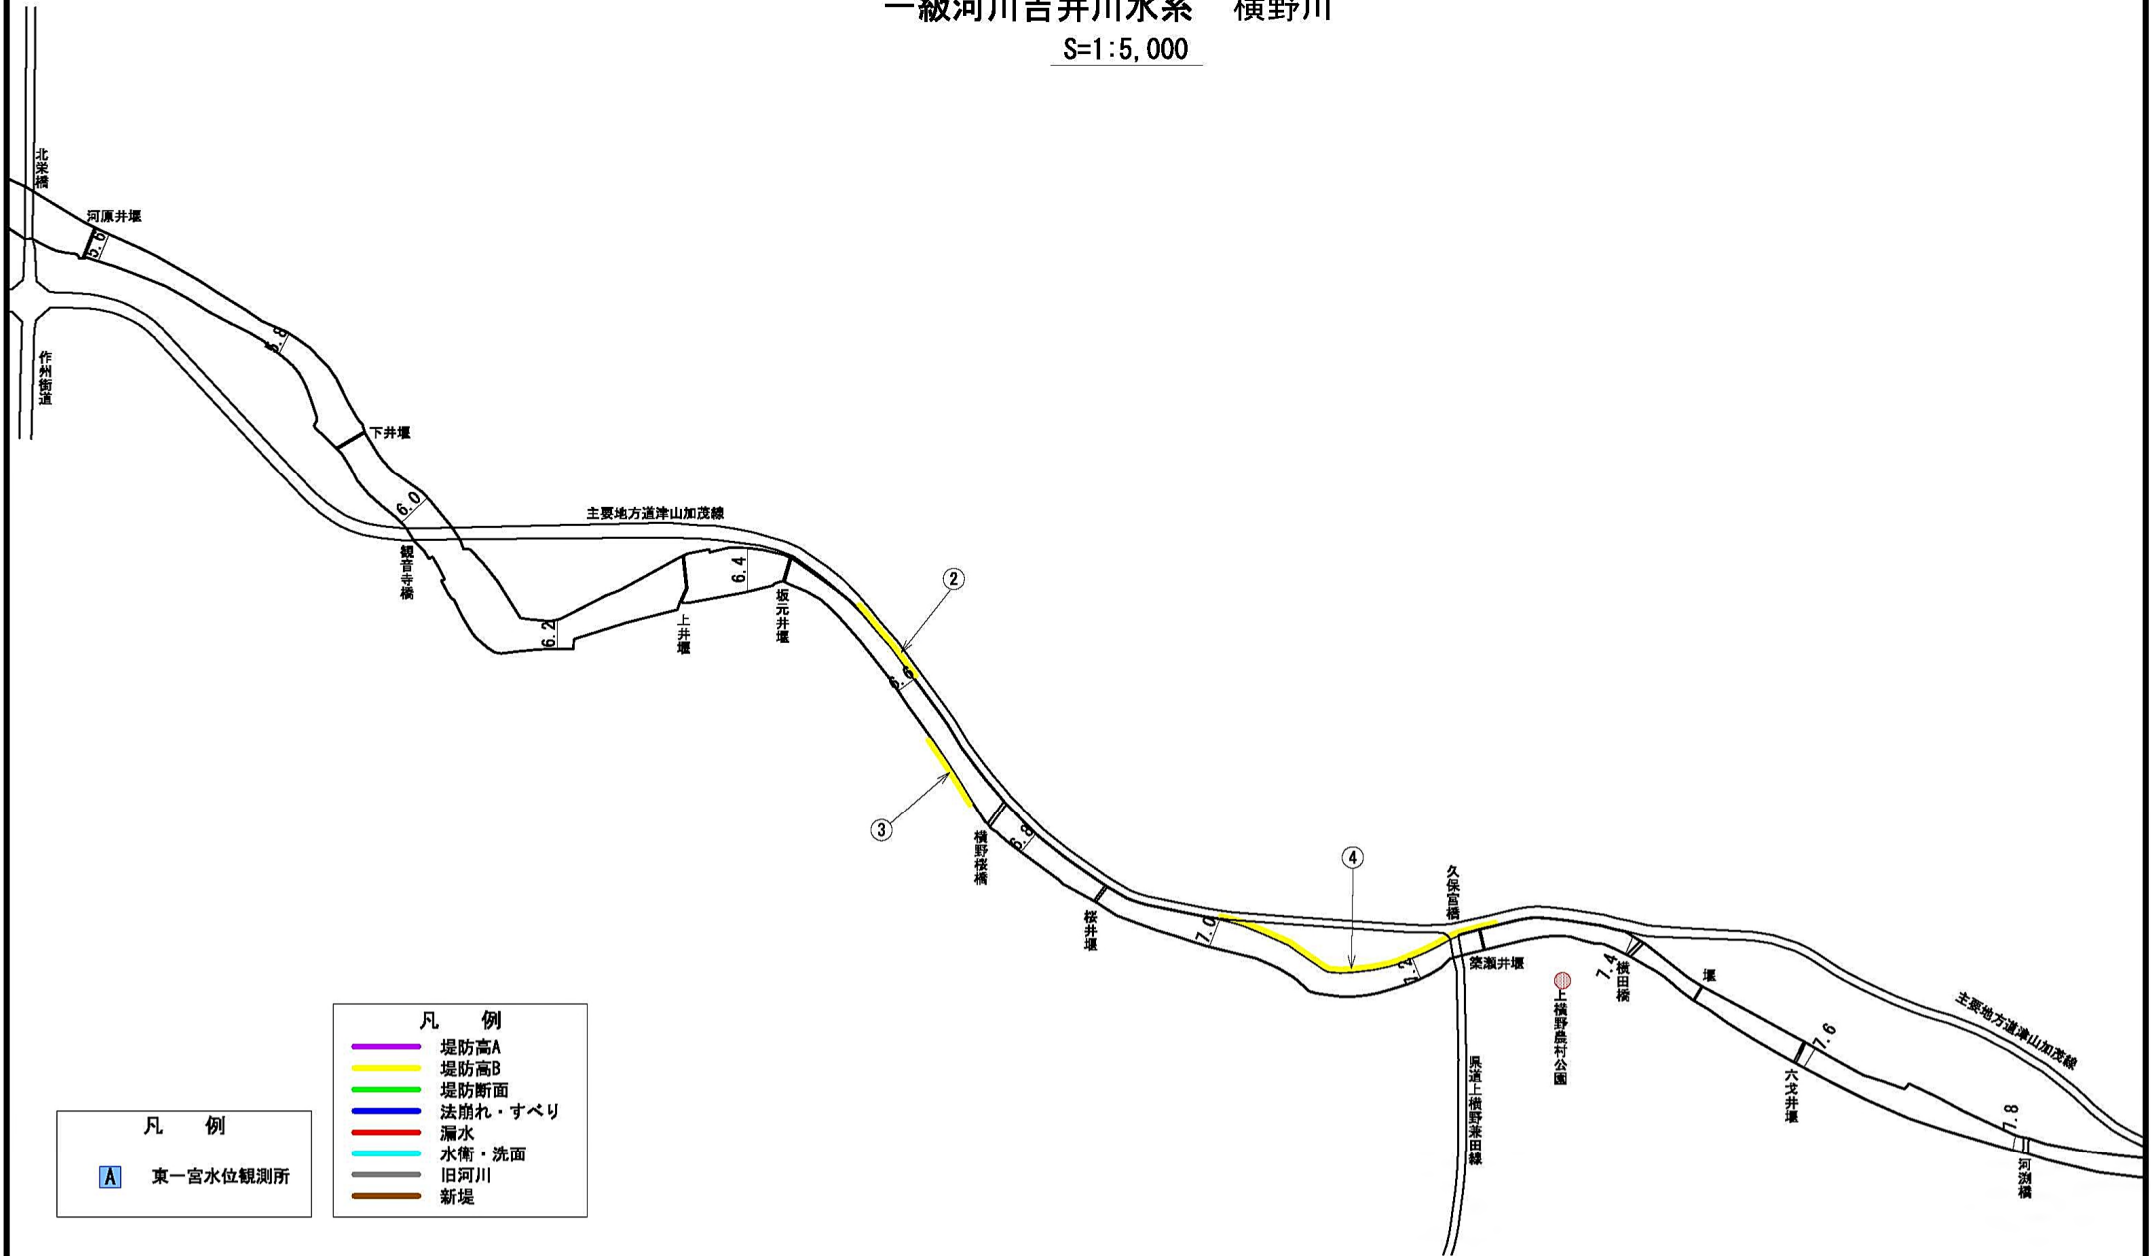 一級河川吉井川水系　横野川
S=1:5,000
北栄橋
河原井堰
5.6
5.8
作州街道
下井堰
6.0
観音寺橋
主要地方道津山加茂線
6.2
上井堰
6.4
坂元井堰
②
6.6
③
横野桜橋
6.8
桜井堰
7.0
④
7.2
久保宮橋
簗瀬井堰
上横野農村公園
県道上横野兼田線
7.4
横田橋
堰
7.6
六戈井堰
主要地方道津山加茂線
7.8
河渕橋
凡　例
A 東一宮水位観測所
凡　例
堤防高A
堤防高B
堤防断面
法崩れ・すべり
漏水
水衝・洗面
旧河川
新堤